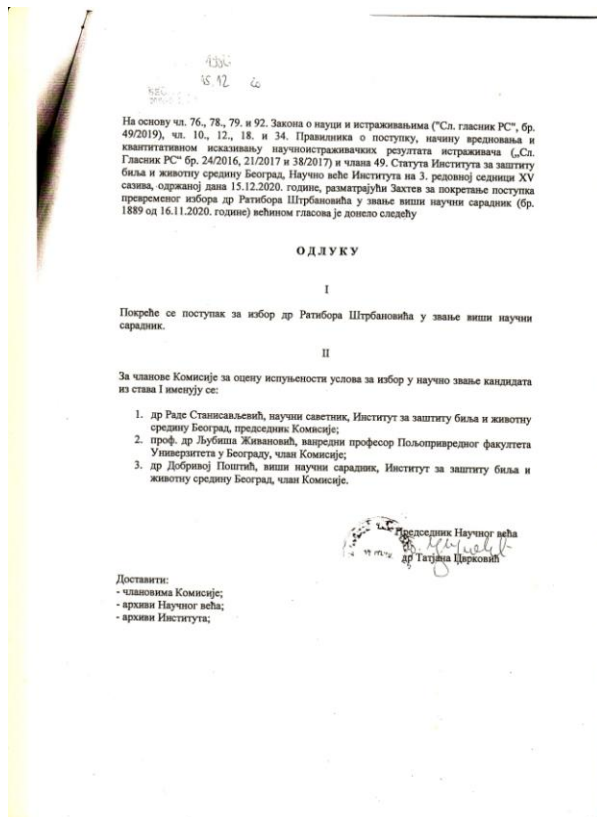 15.12 20
На основу чл. 76., 78., 79. и 92. Закона о науци и истраживањима ("Сл. гласник РС", бр.
49/2019), чл. 10., 12., 18. и 34. Правилника о поступку, начину вредновања и
квантитативном исказивању научноистраживачких резултата истраживача („Сл.
Гласник РС“ бр. 24/2016, 21/2017 и 38/2017) и члана 49. Статута Института за заштиту
биља и животну средину Београд, Научно веће Института на 3. редовној седници XV
сазива, одржаној дана 15.12.2020. године, разматрајући Захтев за покретање поступка
превременог избора др Ратибора Штрбановића у звање виши научни сарадник (бр.
1889 од 16.11.2020. године) већином гласова је донело следећу
О Д Л У К У
I
Покреће се поступак за избор др Ратибора Штрбановића у звање виши научни
сарадник.
II
За чланове Комисије за оцену испуњености услова за избор у научно звање кандидата
из става I именују се:
1. др Раде Станисављевић, научни саветник, Институт за заштиту биља и животну
средину Београд, председник Комисије;
2. проф. др Љубиша Живановић, ванредни професор Пољопривредног факултета
Универзитета у Београду, члан Комисије;
3. др Добривој Поштић, виши научни сарадник, Институт за заштиту биља и
животну средину Београд, члан Комисије.
Председник Научног већа
др Татјана Цврковић
Доставити:
- члановима Комисије;
- архиви Научног већа;
- архиви Института;